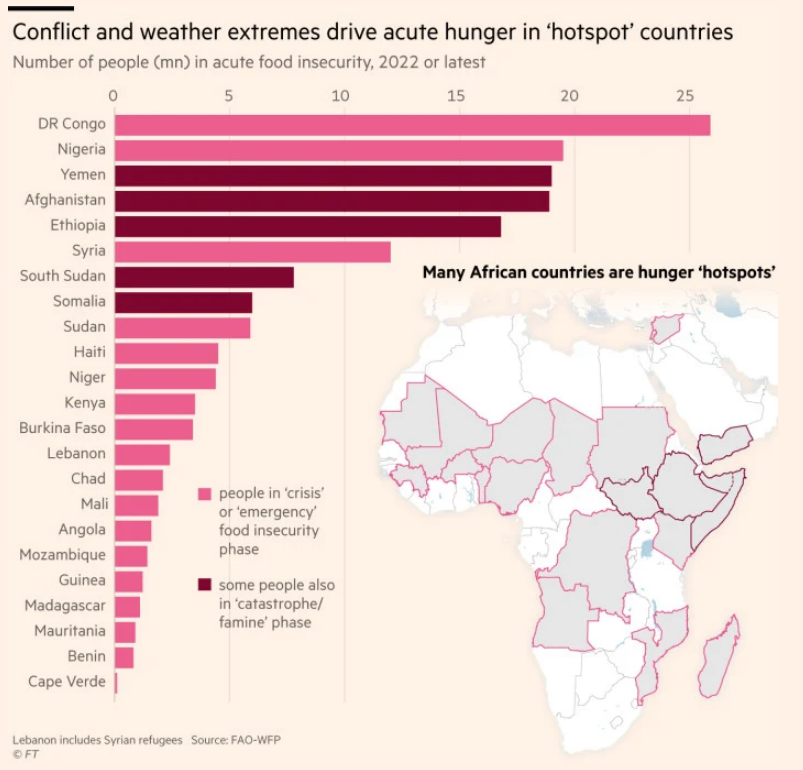 Conflict and weather extremes drive acute hunger in ‘hotspot’ countries
Number of people (mn) in acute food insecurity, 2022 or latest
0 5 10 15 20 25
DR Congo
Nigeria
Yemen
Afghanistan
Ethiopia
Syria
South Sudan
Somalia
Sudan
Haiti
Niger
Kenya
Burkina Faso
Lebanon
Chad
Mali
Angola
Mozambique
Guinea
Madagascar
Mauritania
Benin
Cape Verde
people in ‘crisis’
or ‘emergency’
food insecurity
phase
some people also
in ‘catastrophe/
famine’ phase
Many African countries are hunger ‘hotspots’
Lebanon includes Syrian refugees Source: FAO-WFP
© FT